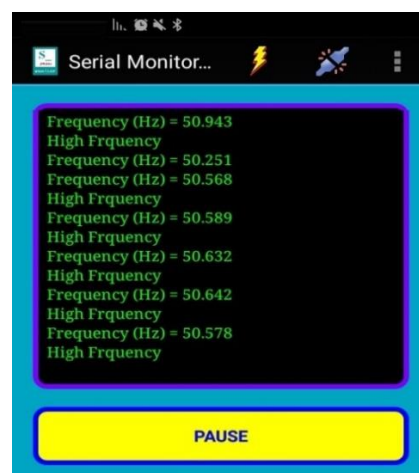 Serial Monitor...
Frequency (Hz) = 50.943
High Frquency
Frequency (Hz) = 50.251
Frequency (Hz) = 50.568
High Frquency
Frequency (Hz) = 50.589
High Frquency
Frequency (Hz) = 50.632
High Frquency
Frequency (Hz) = 50.642
High Frquency
Frequency (Hz) = 50.578
High Frquency
PAUSE